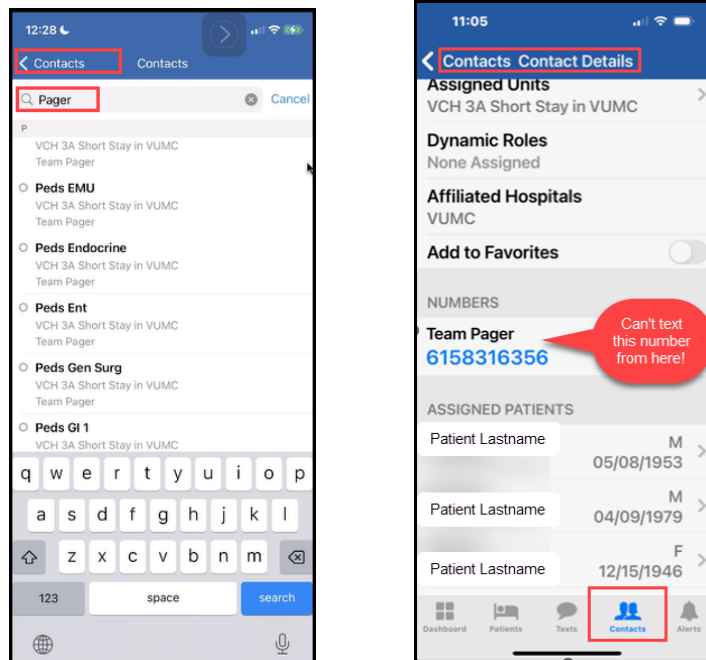 12:28
Contacts
Contacts
Pager
Cancel
P
VCH 3A Short Stay in VUMC
Team Pager
Peds EMU
VCH 3A Short Stay in VUMC
Team Pager
Peds Endocrine
VCH 3A Short Stay in VUMC
Team Pager
Peds Ent
VCH 3A Short Stay in VUMC
Team Pager
Peds Gen Surg
VCH 3A Short Stay in VUMC
Team Pager
Peds GI 1
VCH 3A Short Stay in VUMC
q w e r t y u i o p
a s d f g h j k l
z x c v b n m
123 space search
11:05
Contacts Contact Details
Assigned Units
VCH 3A Short Stay in VUMC
Dynamic Roles
None Assigned
Affiliated Hospitals
VUMC
Add to Favorites
NUMBERS
Team Pager
6158316356
Can't text
this number
from here!
ASSIGNED PATIENTS
Patient Lastname
M
05/08/1953
Patient Lastname
M
04/09/1979
Patient Lastname
F
12/15/1946
Dashboard Patients Texts Contacts Alerts